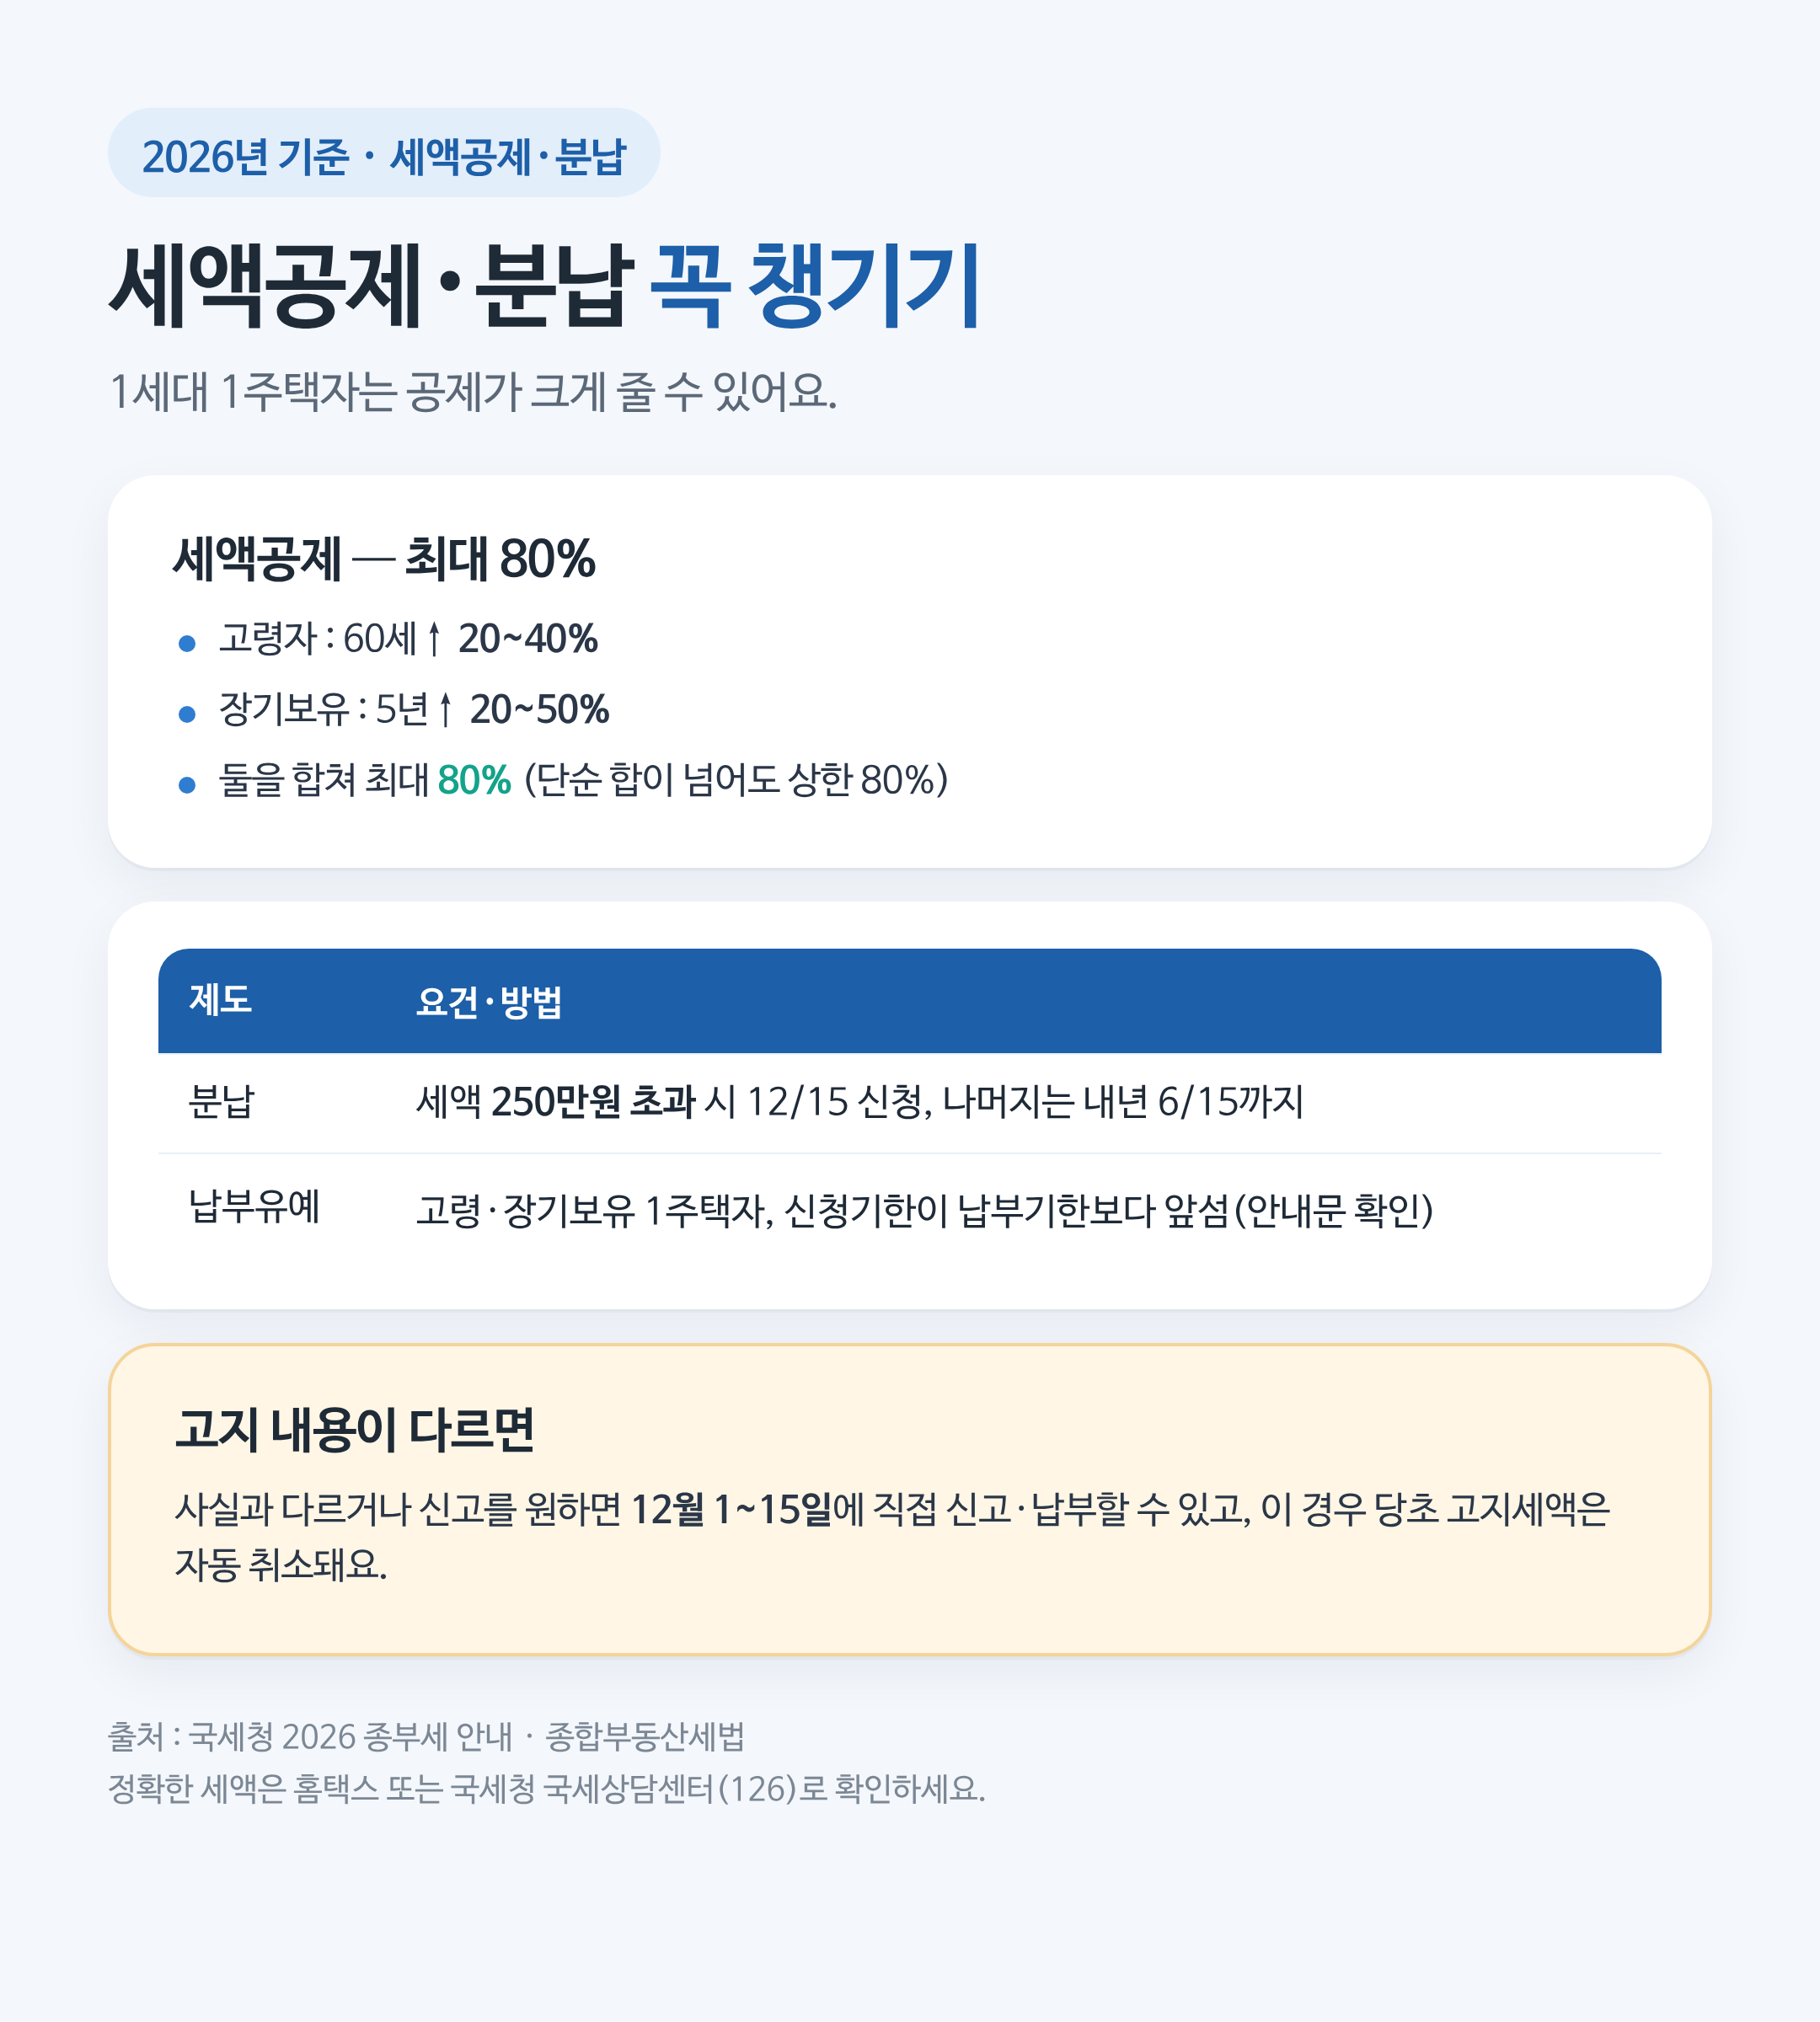 2026년 기준 · 세액공제·분납
세액공제·분납 꼭 챙기기
1세대 1주택자는 공제가 크게 줄 수 있어요.
세액공제 — 최대 80%
● 고령자 : 60세↑ 20~40%
● 장기보유 : 5년↑ 20~50%
● 둘을 합쳐 최대 80% (단순 합이 넘어도 상한 80%)
제도 요건·방법
분납 세액 250만원 초과 시 12/15 신청, 나머지는 내년 6/15까지
납부유예 고령·장기보유 1주택자, 신청기한이 납부기한보다 앞섬(안내문 확인)
고지 내용이 다르면
사실과 다르거나 신고를 원하면 12월 1~15일에 직접 신고·납부할 수 있고, 이 경우 당초 고지세액은
자동 취소돼요.
출처 : 국세청 2026 종부세 안내 · 종합부동산세법
정확한 세액은 홈택스 또는 국세청 국세상담센터(126)로 확인하세요.